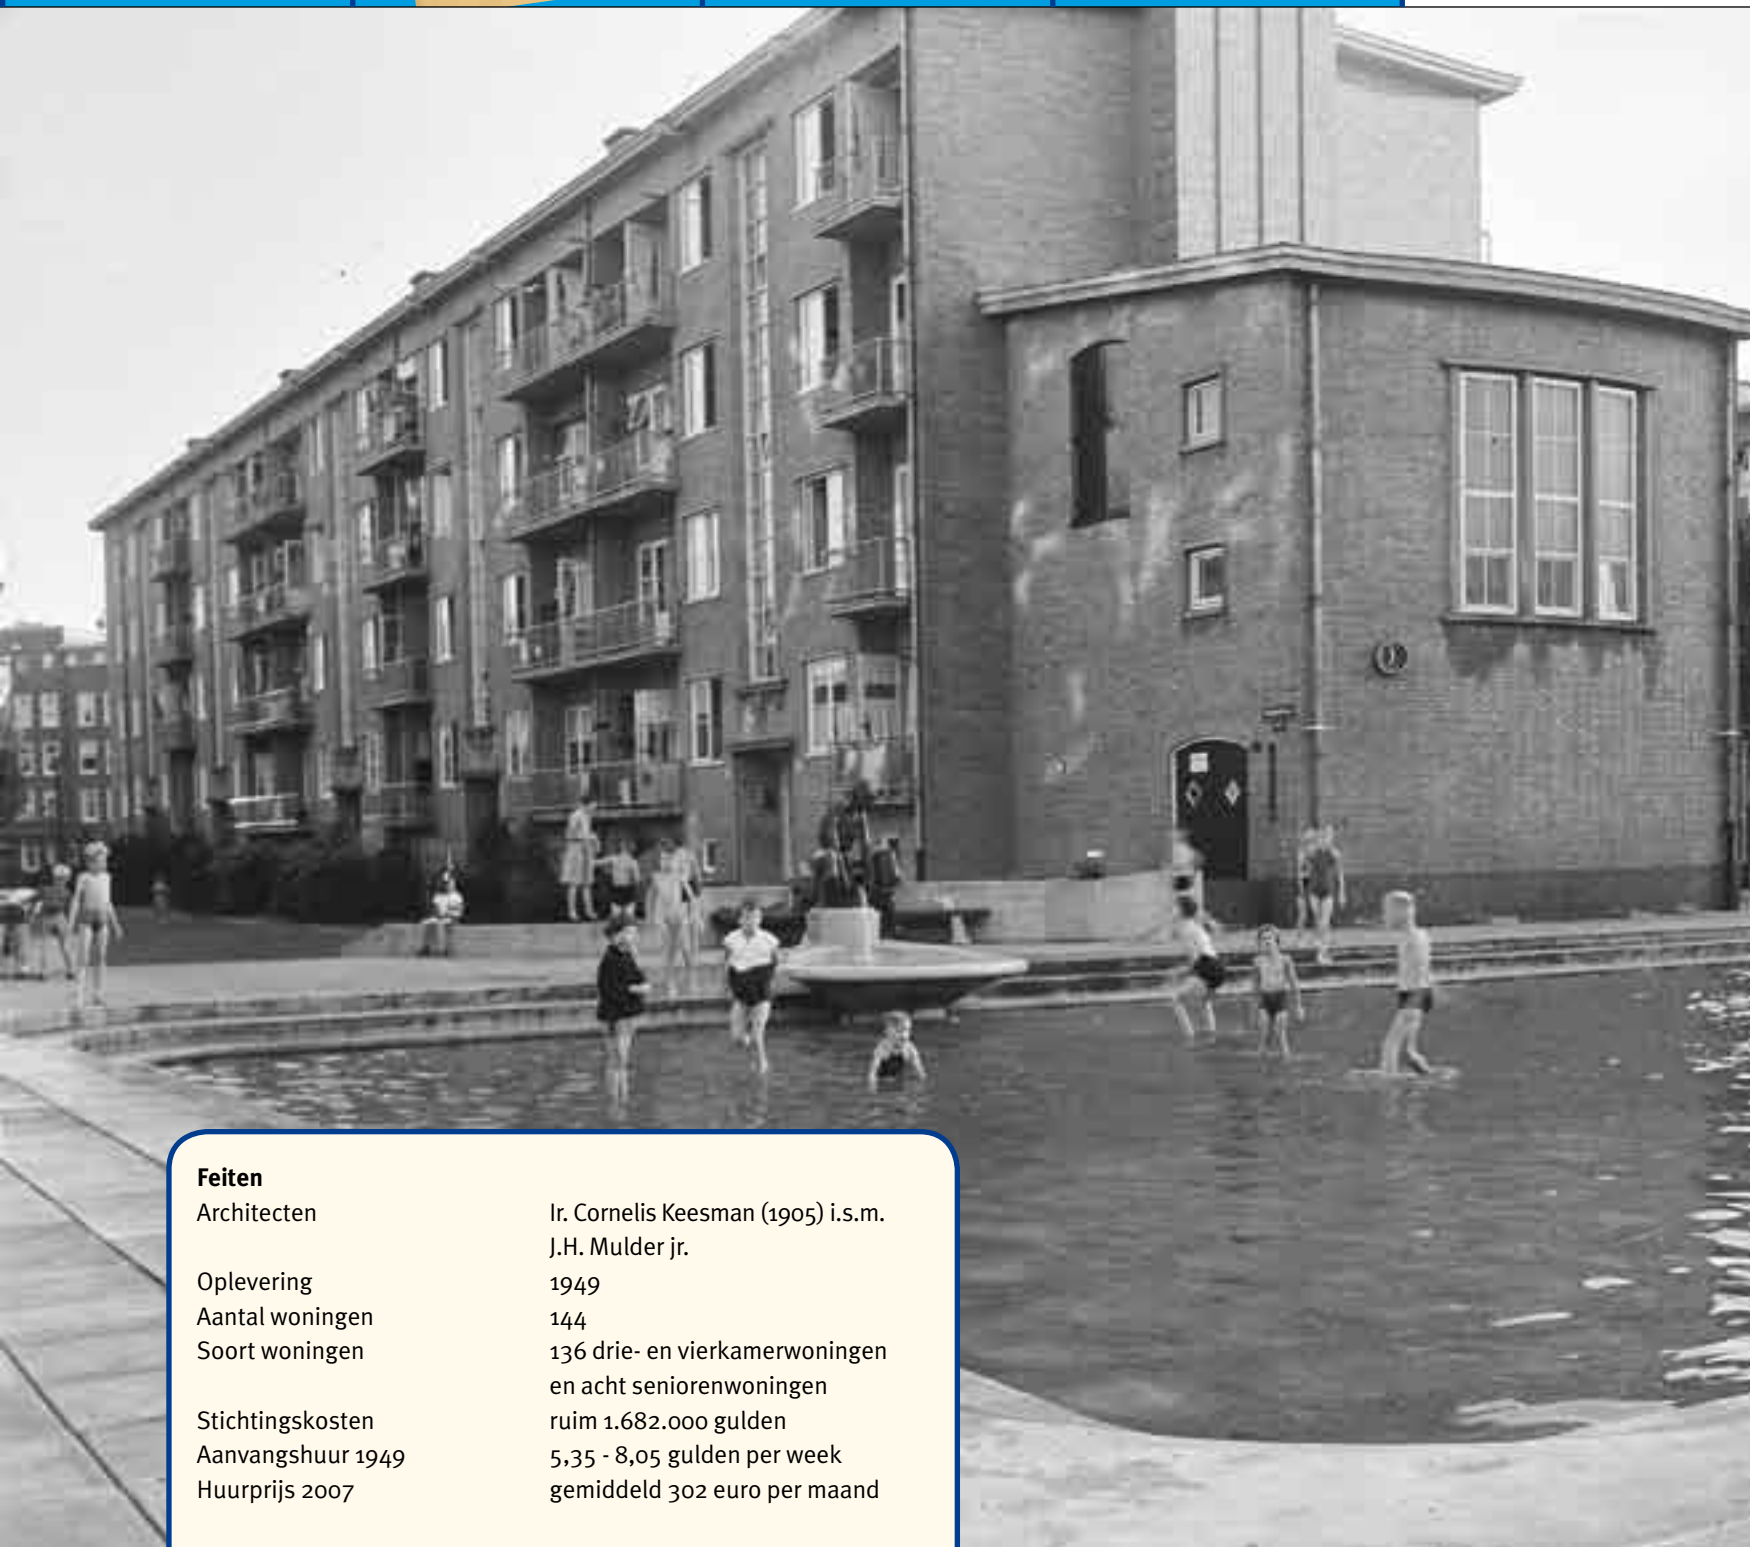 Feiten
Architecten Ir. Cornelis Keesman (1905) i.s.m.
J.H. Mulder jr.
Oplevering 1949
Aantal woningen 144
Soort woningen 136 drie- en vierkamerwoningen
en acht seniorenwoningen
Stichtingskosten ruim 1.682.000 gulden
Aanvangshuur 1949 5,35 - 8,05 gulden per week
Huurprijs 2007 gemiddeld 302 euro per maand